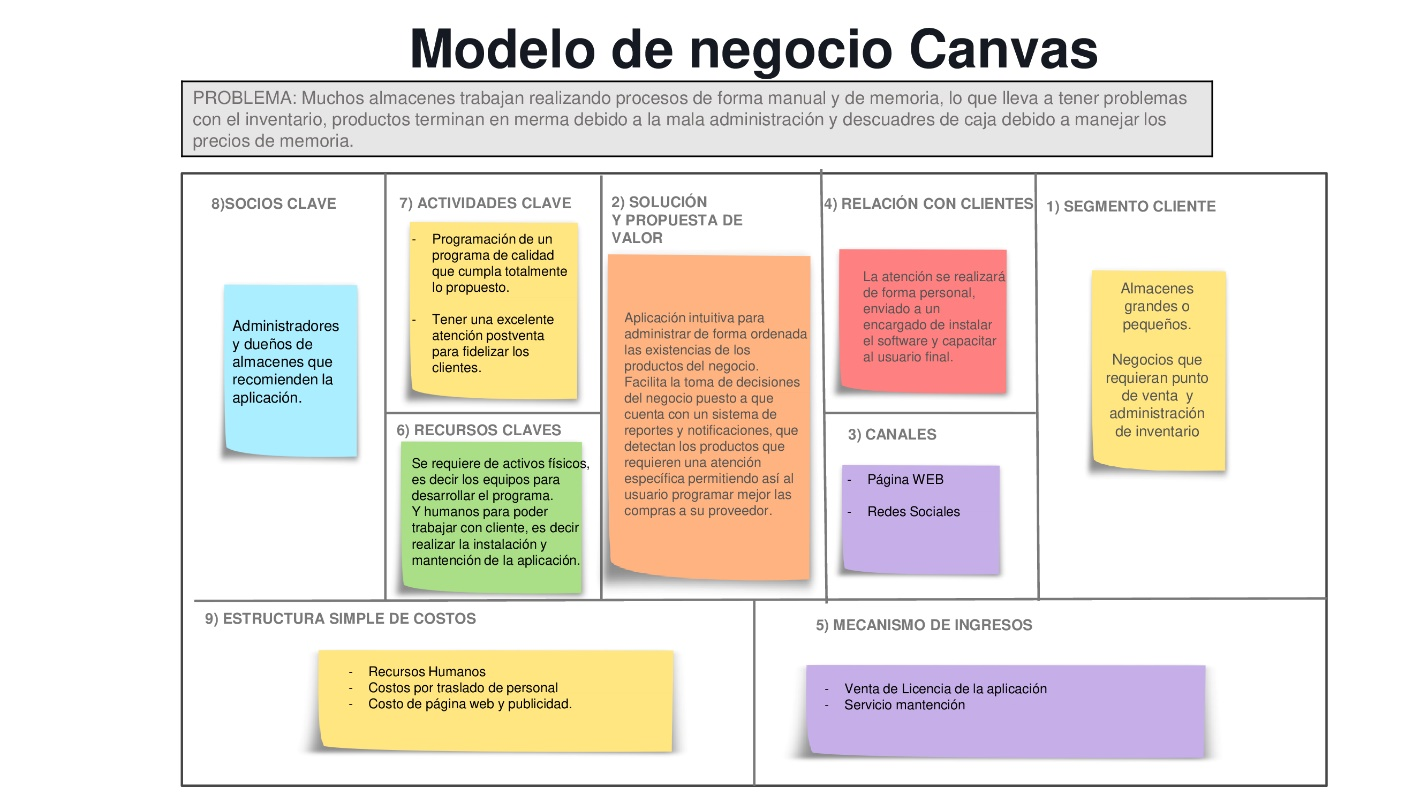 Modelo de negocio Canvas
PROBLEMA: Muchos almacenes trabajan realizando procesos de forma manual y de memoria, lo que lleva a tener problemas
con el inventario, productos terminan en merma debido a la mala administración y descuadres de caja debido a manejar los
precios de memoria.
8)SOCIOS CLAVE
Administradores
y dueños de
almacenes que
recomienden la
aplicación.
7) ACTIVIDADES CLAVE
- Programación de un
programa de calidad
que cumpla totalmente
lo propuesto.
- Tener una excelente
atención postventa
para fidelizar los
clientes.
6) RECURSOS CLAVES
Se requiere de activos físicos,
es decir los equipos para
desarrollar el programa.
Y humanos para poder
trabajar con cliente, es decir
realizar la instalación y
mantención de la aplicación.
2) SOLUCIÓN
Y PROPUESTA DE
VALOR
Aplicación intuitiva para
administrar de forma ordenada
las existencias de los
productos del negocio.
Facilita la toma de decisiones
del negocio puesto a que
cuenta con un sistema de
reportes y notificaciones, que
detectan los productos que
requieren una atención
específica permitiendo así al
usuario programar mejor las
compras a su proveedor.
4) RELACIÓN CON CLIENTES
La atención se realizará
de forma personal,
enviado a un
encargado de instalar
el software y capacitar
al usuario final.
3) CANALES
- Página WEB
- Redes Sociales
1) SEGMENTO CLIENTE
Almacenes
grandes o
pequeños.
Negocios que
requieran punto
de venta y
administración
de inventario
9) ESTRUCTURA SIMPLE DE COSTOS
- Recursos Humanos
- Costos por traslado de personal
- Costo de página web y publicidad.
5) MECANISMO DE INGRESOS
- Venta de Licencia de la aplicación
- Servicio mantención